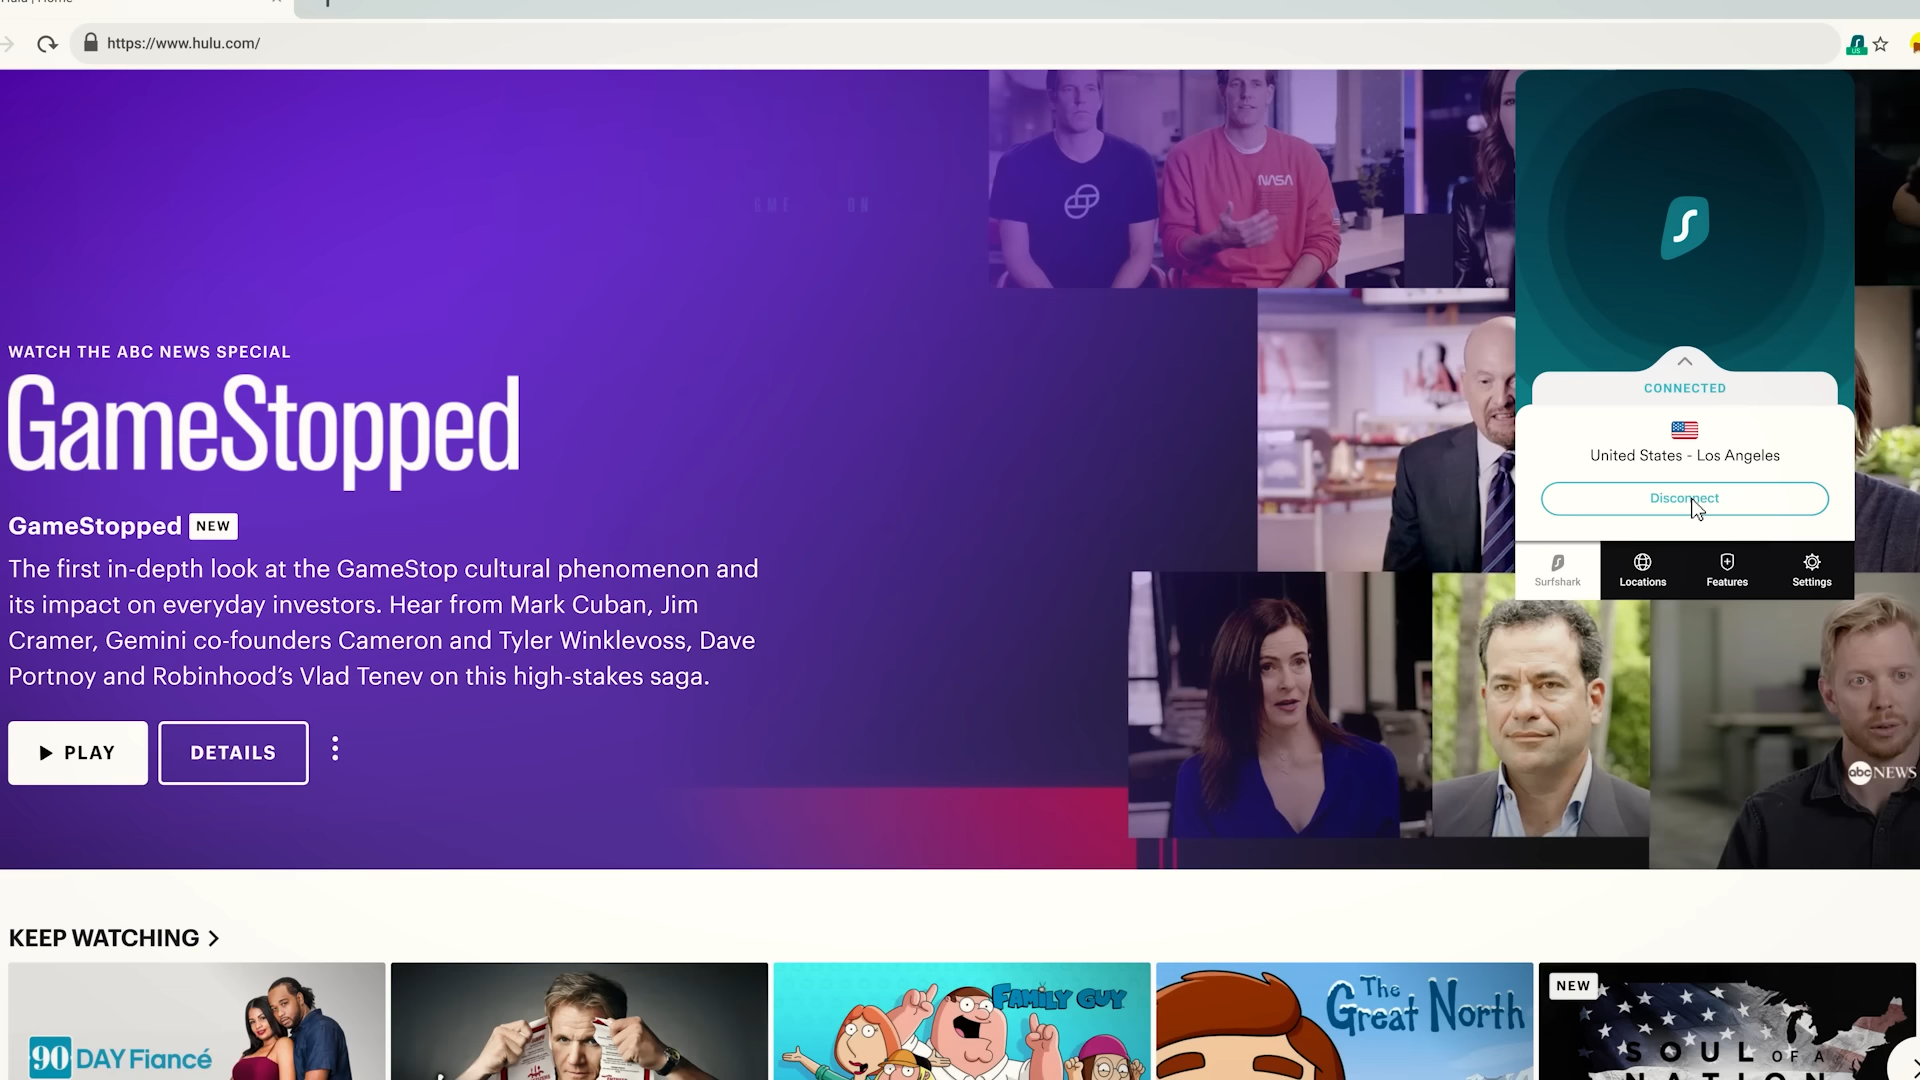 https://www.hulu.com/
US
NASA
WATCH THE ABC NEWS SPECIAL
GameStopped
GameStopped NEW
The first in-depth look at the GameStop cultural phenomenon and
its impact on everyday investors. Hear from Mark Cuban, Jim
Cramer, Gemini co-founders Cameron and Tyler Winklevoss, Dave
Portnoy and Robinhood’s Vlad Tenev on this high-stakes saga.
PLAY
DETAILS
CONNECTED
United States - Los Angeles
Disconnect
Surfshark
Locations
Features
Settings
abc NEWS
KEEP WATCHING
90 DAY Fiancé
FAMILY GUY
The
Great North
NEW
SOUL OF A
NATION